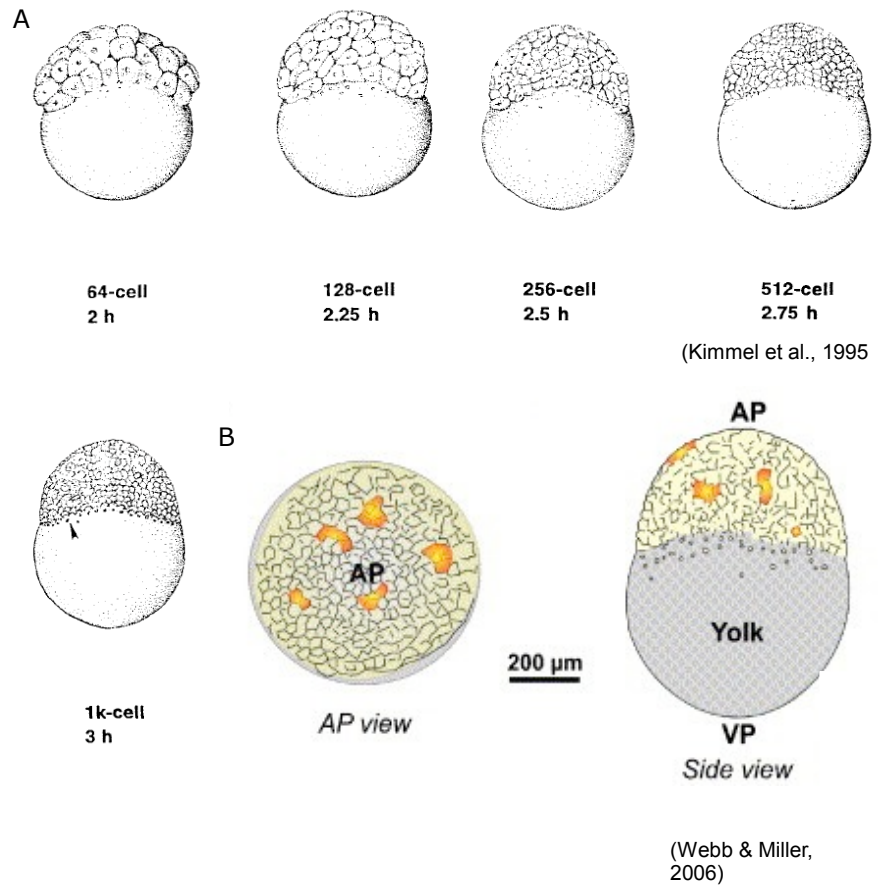 A
64-cell
2 h
128-cell
2.25 h
256-cell
2.5 h
512-cell
2.75 h
(Kimmel et al., 1995
1k-cell
3 h
B
AP
AP view
200 µm
AP
Yolk
VP
Side view
(Webb & Miller,
2006)